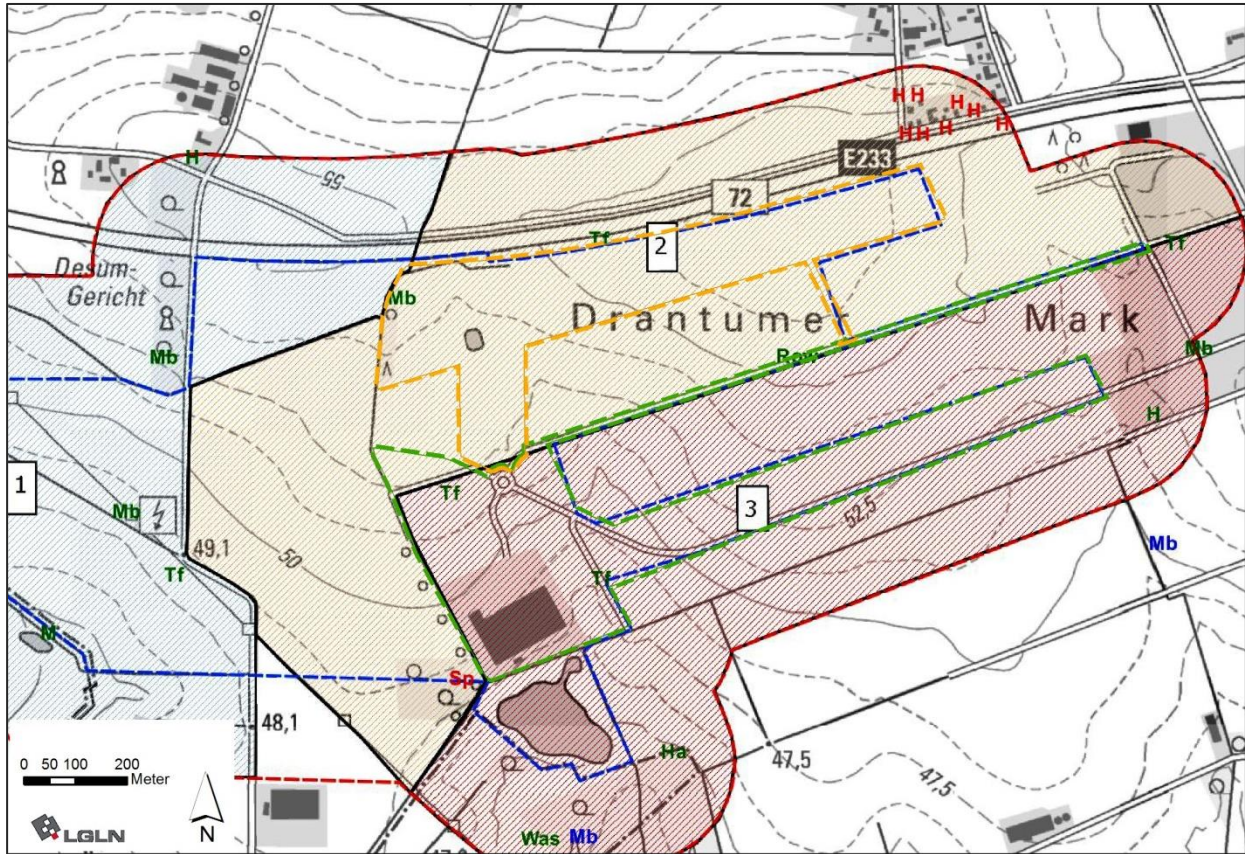 H H H H
H H H H
E233
H
55
72
Tf
2
Tf
Desum-
Gericht
Mb
Drantumer Mark
Mb
Row
Mb
H
1
Tf
Mb
3
52,5
49,1
50
Mb
Tf
Tf
Mi
Sp
48,1
Ha
47,5
47,5
0 50 100 200
Meter
N
LGLN
Was Mb